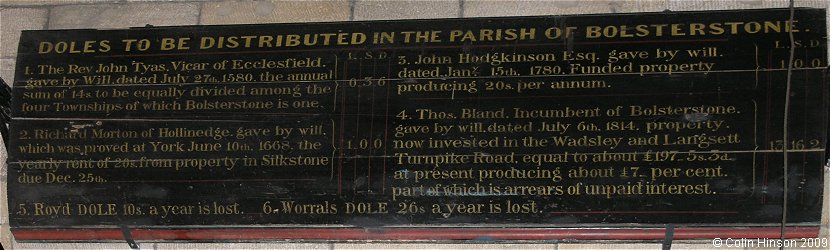 DOLES TO BE DISTRIBUTED IN THE PARISH OF BOLSTERSTONE.
L. S. D.
1. The Rev. John Tyas, Vicar of Ecclesfield,
gave by Will, dated July 27th, 1580, the annual
sum of 14s. to be equally divided among the
four Townships of which Bolsterstone is one.
0.3.6
2. Richard Morton of Hollinedge, gave by will,
which was proved at York June 10th, 1668, the
yearly rent of 20s. from property in Silkstone
due Dec. 25th.
1.0.0
L. S. D.
3. John Hodgkinson Esq. gave by will,
dated Jany 15th, 1780, Funded property
producing 20s. per annum.
1.0.0
4. Thos. Bland, Incumbent of Bolsterstone,
gave by will, dated July 6th, 1814, property,
now invested in the Wadsley and Langsett
Turnpike Road, equal to about £197.5s.3d.
at present producing about £7. per cent.
part of which is arrears of unpaid interest.
13.16.2
5. Royd DOLE 10s. a year is lost. 6. Worrals DOLE 26s a year is lost.
© Colin Hinson 2009